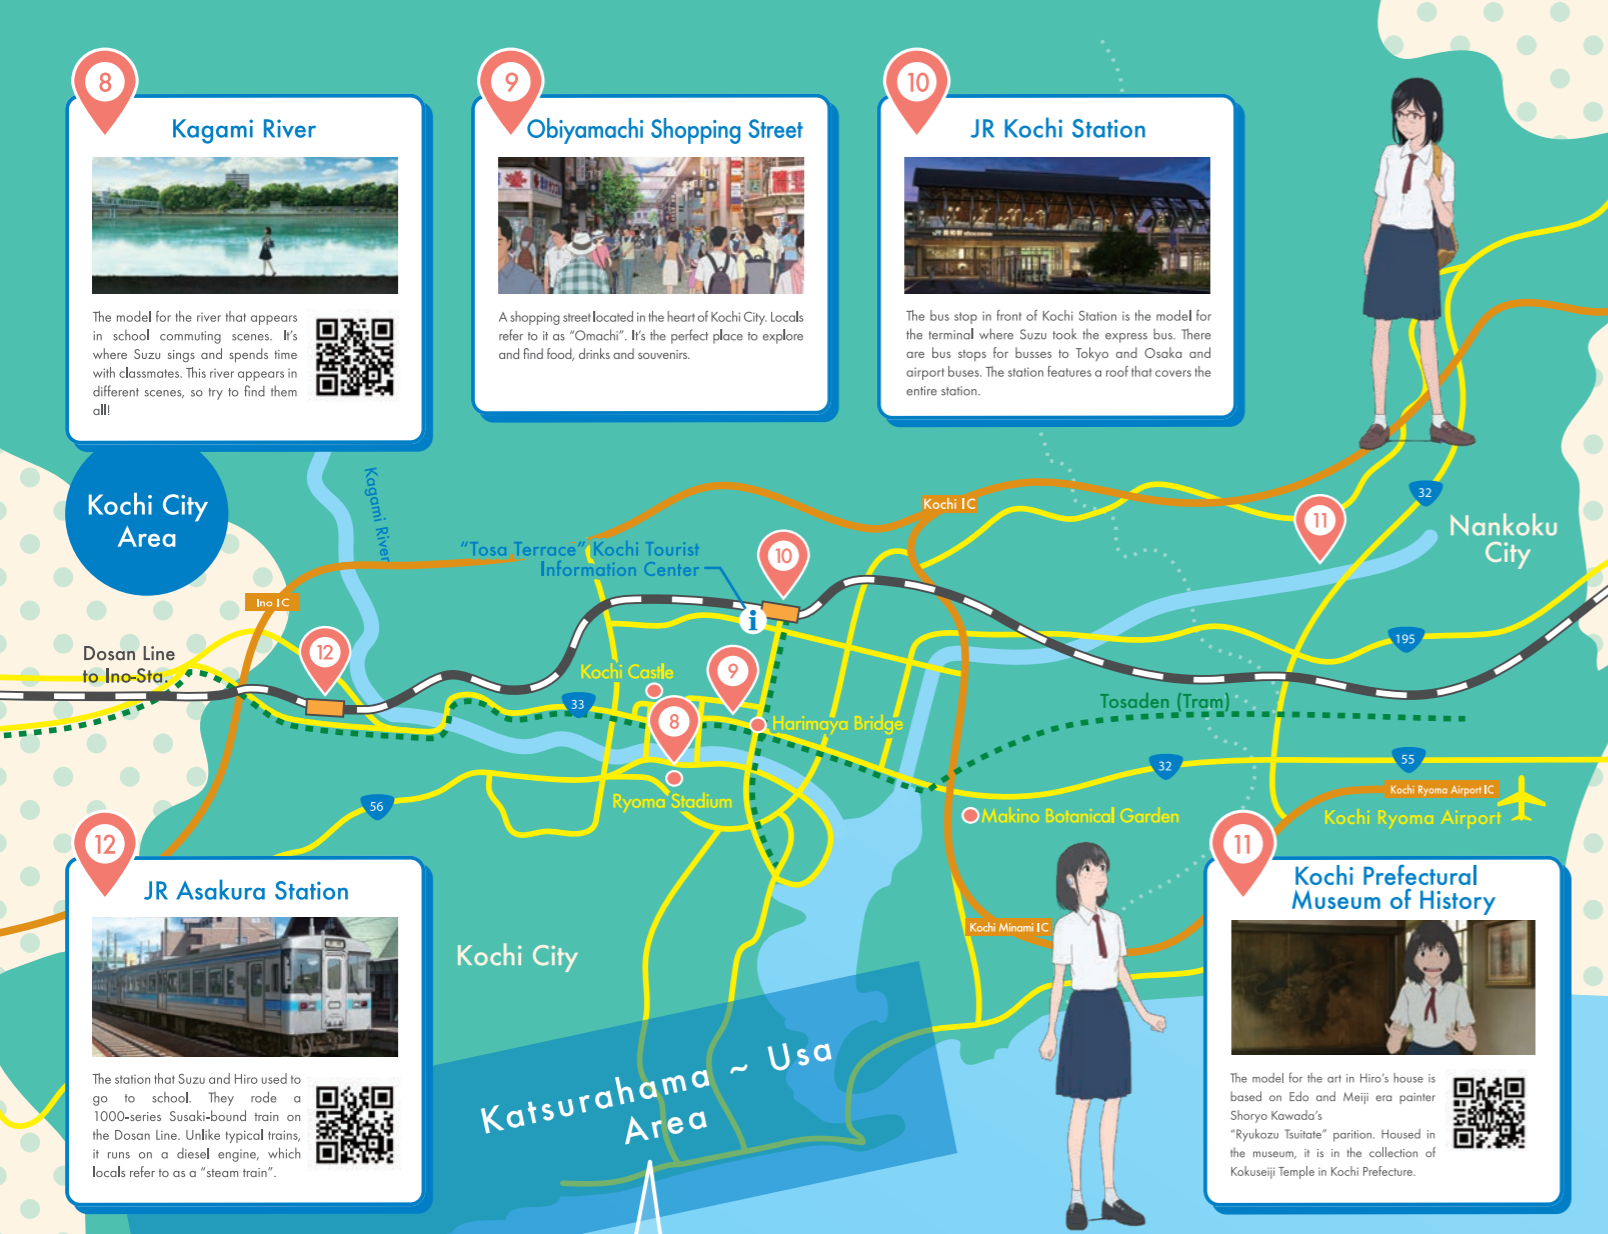 8
Kagami River
The model for the river that appears
in school commuting scenes. It's
where Suzu sings and spends time
with classmates. This river appears in
different scenes, so try to find them
all!
9
Obiyamachi Shopping Street
A shopping street located in the heart of Kochi City. Locals
refer to it as “Omachi”. It's the perfect place to explore
and find food, drinks and souvenirs.
10
JR Kochi Station
The bus stop in front of Kochi Station is the model for
the terminal where Suzu took the express bus. There
are bus stops for busses to Tokyo and Osaka and
airport buses. The station features a roof that covers the
entire station.
Kochi City
Area
Kagami River
“Tosa Terrace” Kochi Tourist
Information Center
i
10
Kochi IC
11
32
Nankoku
City
Ino IC
Dosan Line
to Ino-Sta.
12
Kochi Castle
9
33
8
Harimaya Bridge
195
Tosaden (Tram)
Ryoma Stadium
56
32
55
Kochi Ryoma Airport IC
Kochi Ryoma Airport
Makino Botanical Garden
Kochi Minami IC
Kochi City
Katsurahama ~ Usa
Area
12
JR Asakura Station
The station that Suzu and Hiro used to
go to school. They rode a
1000-series Susaki-bound train on
the Dosan Line. Unlike typical trains,
it runs on a diesel engine, which
locals refer to as a “steam train”.
11
Kochi Prefectural
Museum of History
The model for the art in Hiro's house is
based on Edo and Meiji era painter
Shoryo Kawada's
“Ryukozu Tsuitate” parition. Housed in
the museum, it is in the collection of
Kokuseiji Temple in Kochi Prefecture.